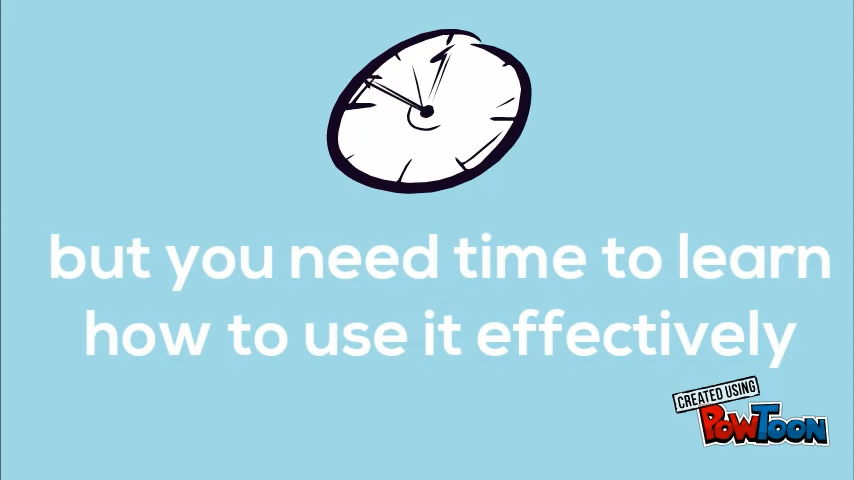 but you need time to learn
how to use it effectively
CREATED USING
POWTOON